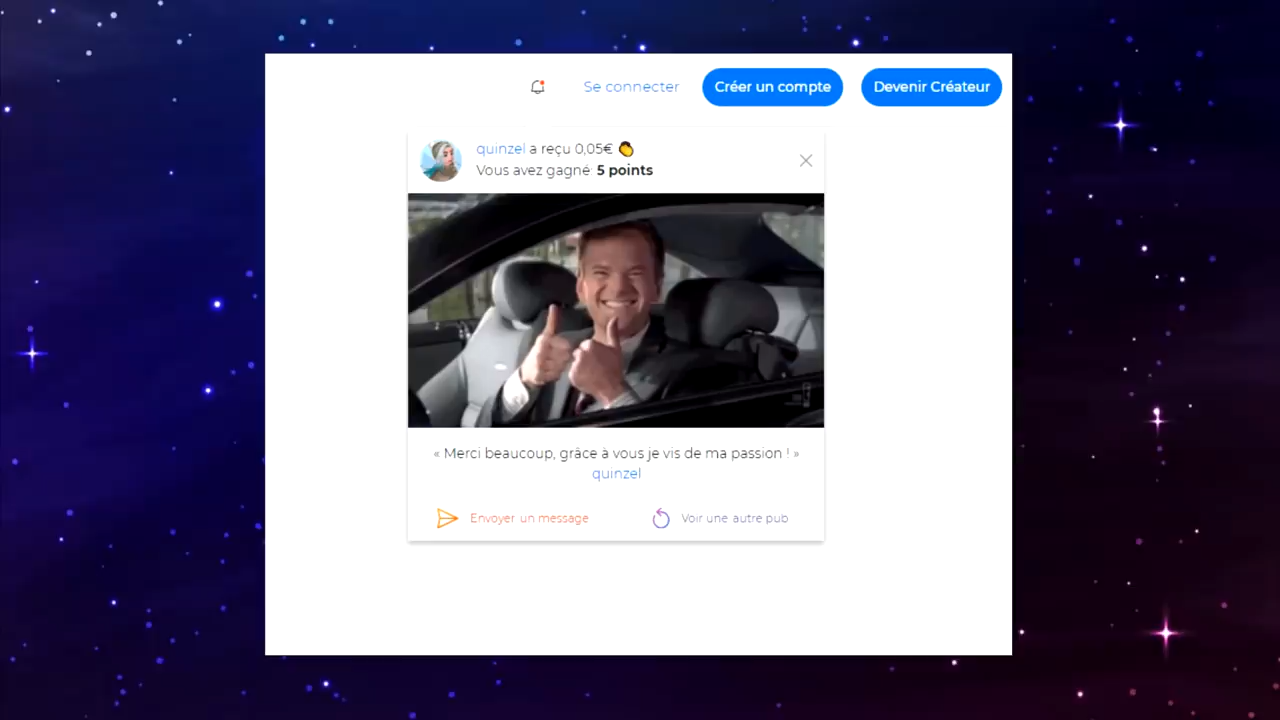 Se connecter
Créer un compte
Devenir Créateur
quinzel a reçu 0,05€ 👏
Vous avez gagné: 5 points
« Merci beaucoup, grâce à vous je vis de ma passion ! »
quinzel
Envoyer un message
Voir une autre pub